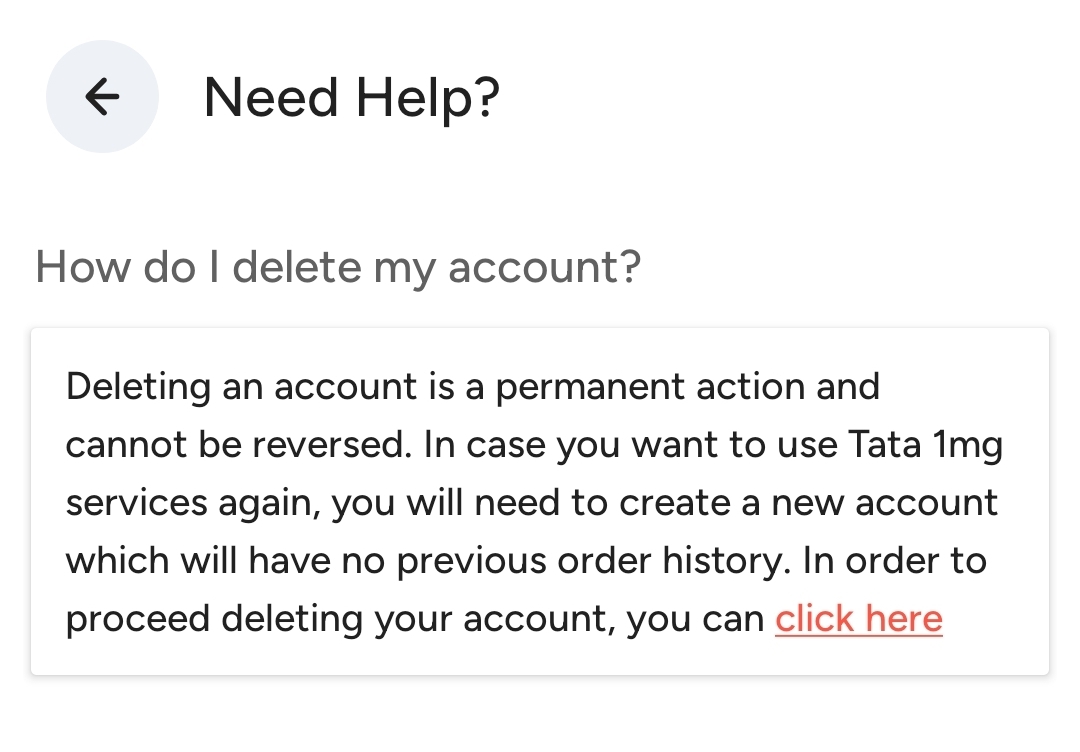 Need Help?
How do I delete my account?
Deleting an account is a permanent action and
cannot be reversed. In case you want to use Tata 1mg
services again, you will need to create a new account
which will have no previous order history. In order to
proceed deleting your account, you can click here